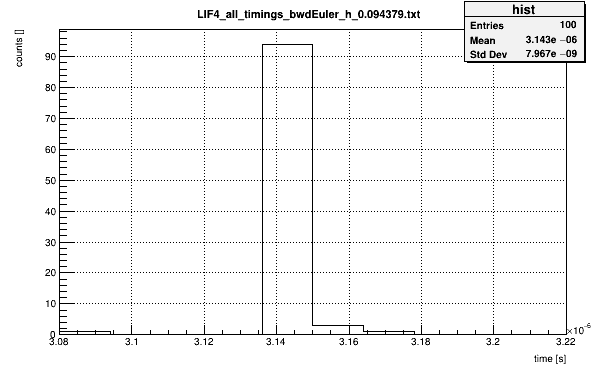 LIF4_all_timings_bwdEuler_h_0.094379.txt
hist
Entries 100
Mean 3.143e −06
Std Dev 7.967e −09
counts []
90
80
70
60
50
40
30
20
10
0
3.08 3.1 3.12 3.14 3.16 3.18 3.2 3.22
×10⁻⁶
time [s]